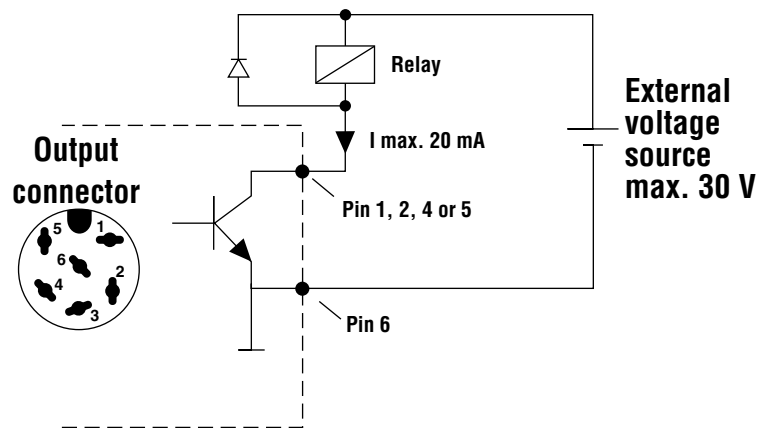 Relay
External
voltage
source
max. 30 V
I max. 20 mA
Output
connector
Pin 1, 2, 4 or 5
5
1
6
2
4
3
Pin 6